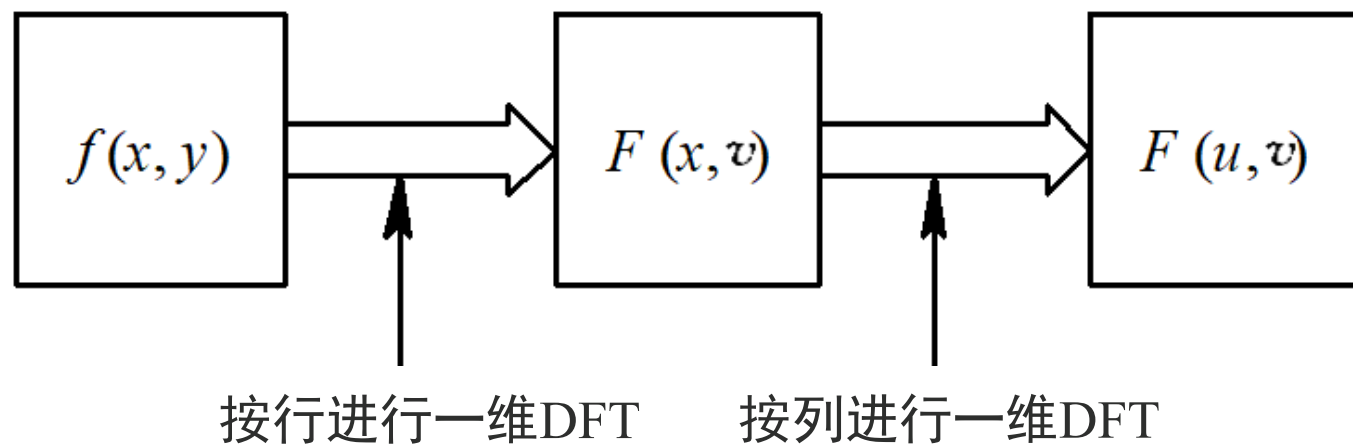 f(x, y) F(x, v) F(u, v)
按行进行一维DFT 按列进行一维DFT